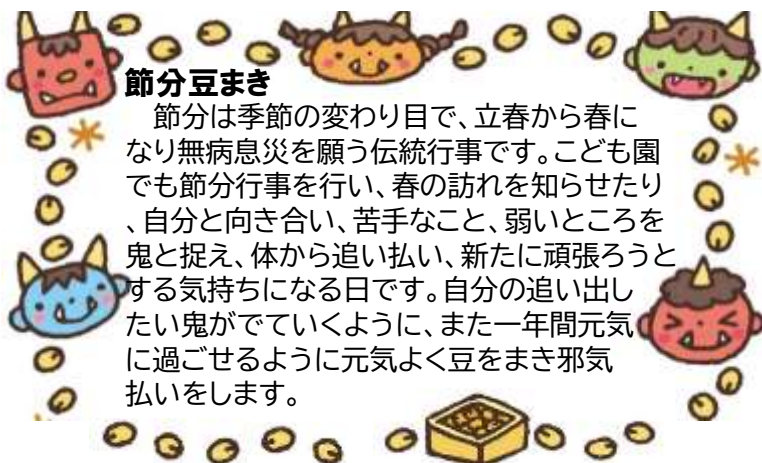 節分豆まき
　節分は季節の変わり目で、立春から春に
なり無病息災を願う伝統行事です。こども園
でも節分行事を行い、春の訪れを知らせたり
、自分と向き合い、苦手なこと、弱いところを
鬼と捉え、体から追い払い、新たに頑張ろうと
する気持ちになる日です。自分の追い出し
たい鬼がでていくように、また一年間元気
に過ごせるように元気よく豆をまき邪気
払いをします。